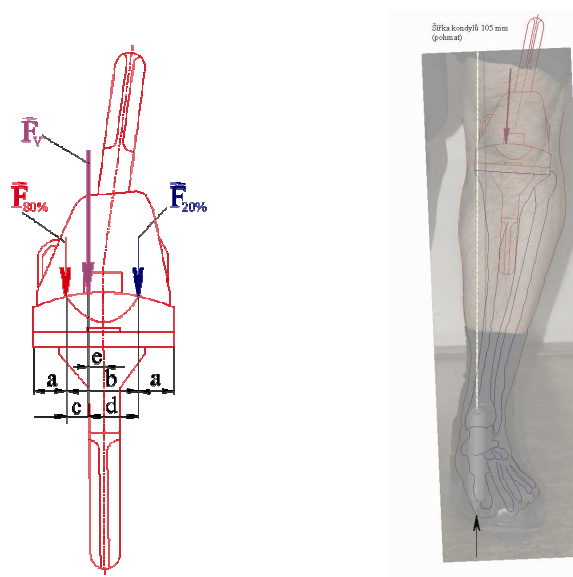 Šířka kondylů 105 mm
(pohmat)
F̅v
F̅80%
F̅20%
e
a b a
c d